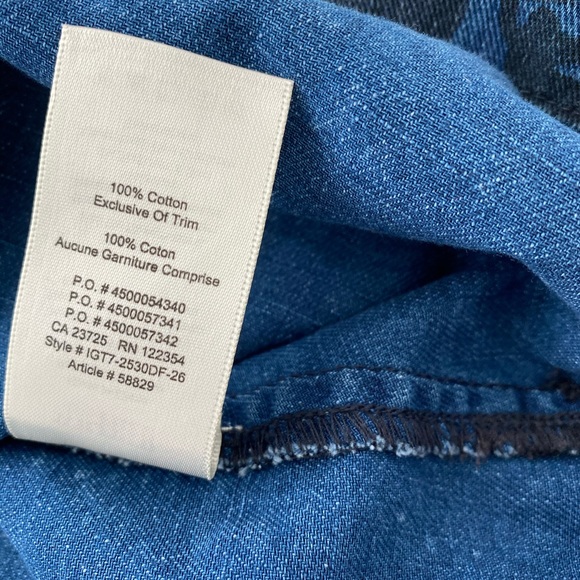 100% Cotton
Exclusive Of Trim
100% Coton
Aucune Garniture Comprise
P.O. # 4500054340
P.O. # 4500057341
P.O. # 4500057342
CA 23725 RN 122354
Style # IGT7-2530DF-26
Article # 58829